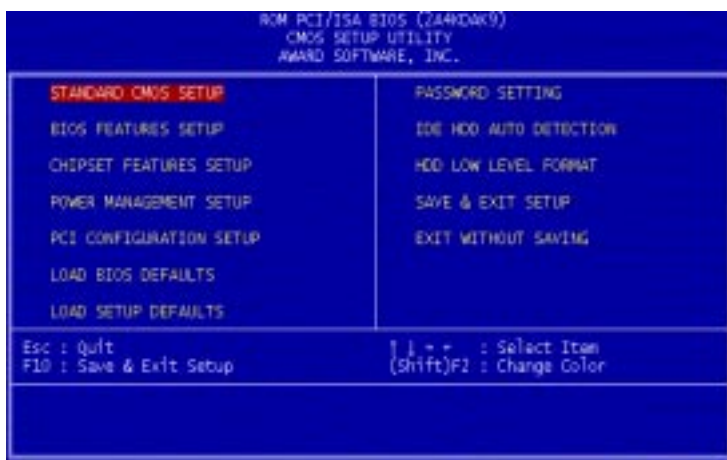 ROM PCI/ISA BIOS (2A4KDAK9)
CMOS SETUP UTILITY
AWARD SOFTWARE, INC.
STANDARD CMOS SETUP
BIOS FEATURES SETUP
CHIPSET FEATURES SETUP
POWER MANAGEMENT SETUP
PCI CONFIGURATION SETUP
LOAD BIOS DEFAULTS
LOAD SETUP DEFAULTS
PASSWORD SETTING
IDE HDD AUTO DETECTION
HDD LOW LEVEL FORMAT
SAVE & EXIT SETUP
EXIT WITHOUT SAVING
Esc : Quit
F10 : Save & Exit Setup
↑ ↓ → ← : Select Item
(Shift)F2 : Change Color